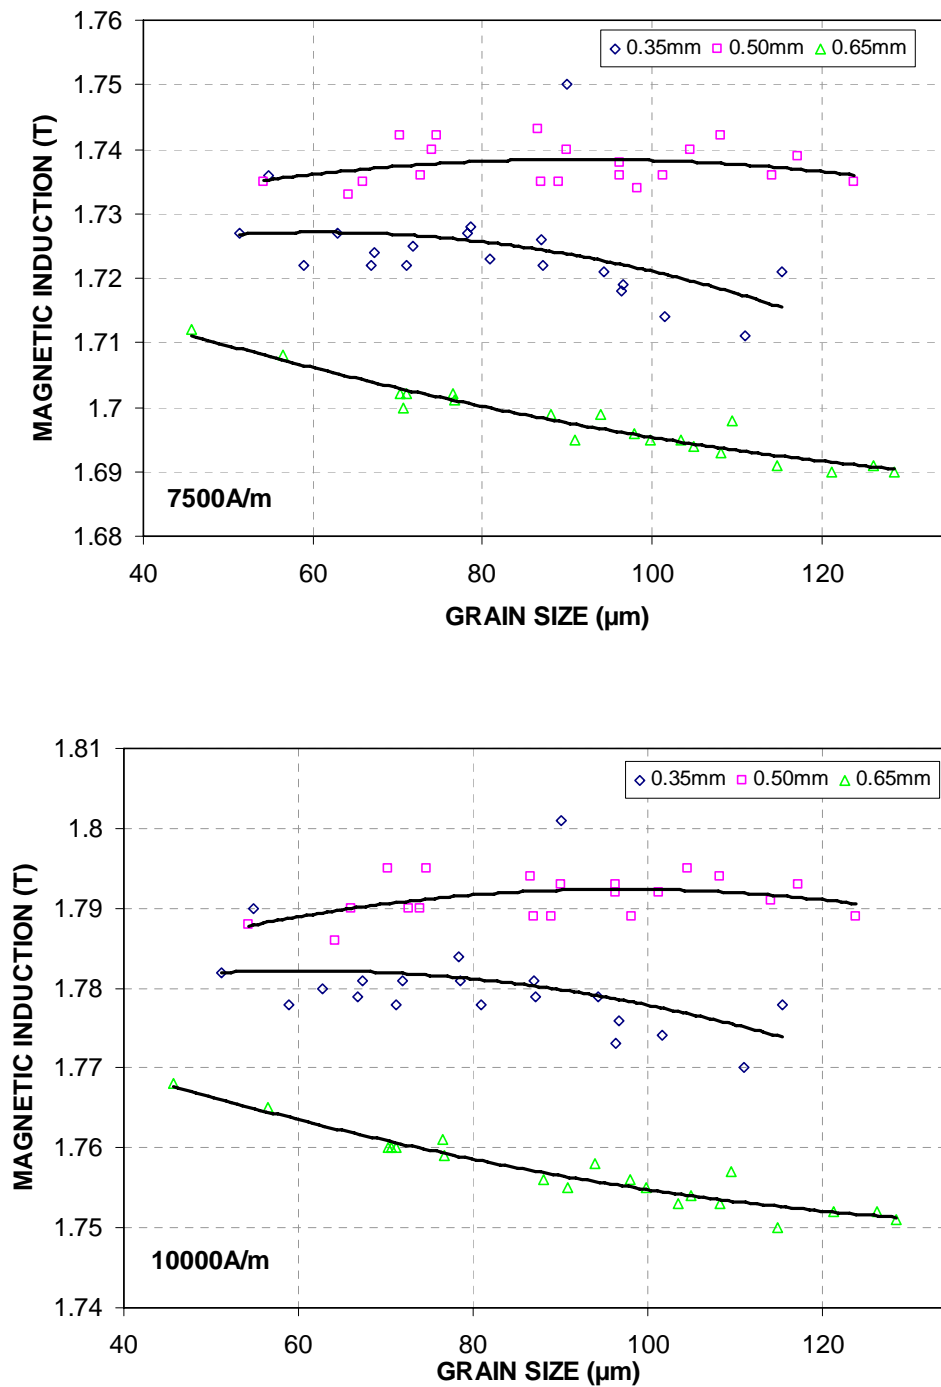 1.76
0.35mm 0.50mm 0.65mm
1.75
1.74
1.73
1.72
1.71
1.7
1.69
1.68
MAGNETIC INDUCTION (T)
7500A/m
40 60 80 100 120
GRAIN SIZE (µm)
1.81
0.35mm 0.50mm 0.65mm
1.8
1.79
1.78
1.77
1.76
1.75
1.74
MAGNETIC INDUCTION (T)
10000A/m
40 60 80 100 120
GRAIN SIZE (µm)